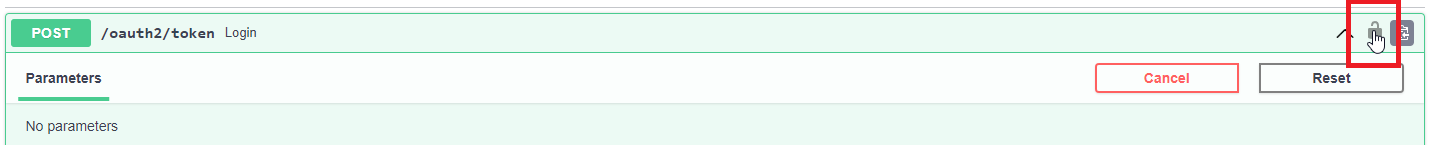 POST /oauth2/token Login
Parameters Cancel Reset
No parameters